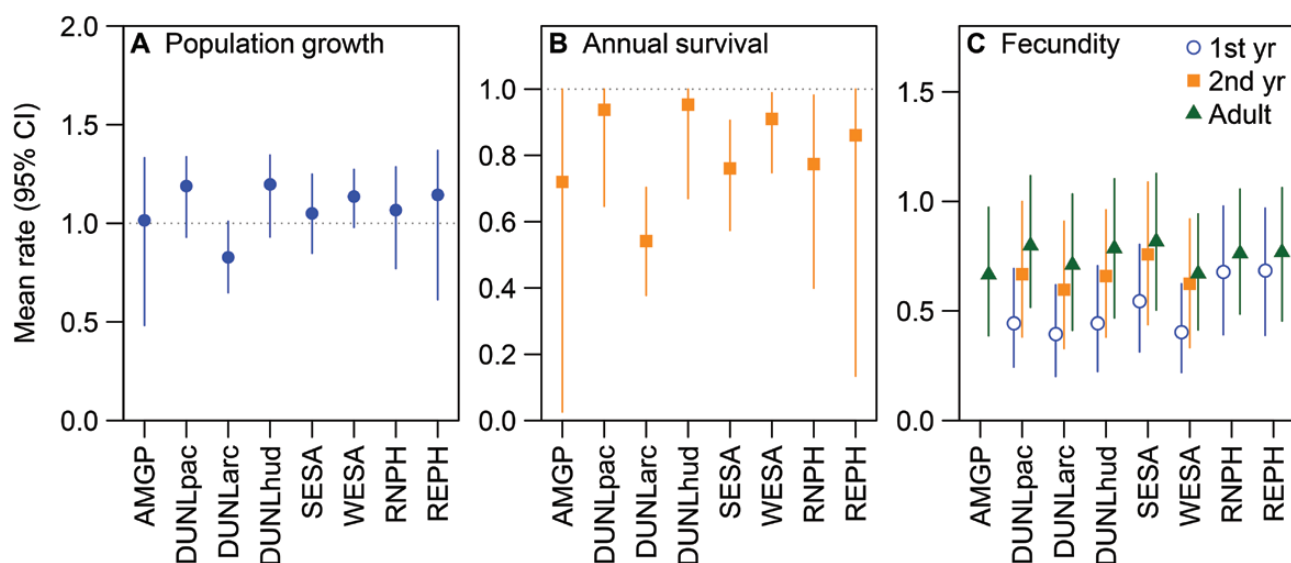 Mean rate (95% CI)
A Population growth
2.0
1.5
1.0
0.5
0.0
AMGP
DUNLpac
DUNLarc
DUNLhud
SESA
WESA
RNPH
REPH
B Annual survival
1.0
0.8
0.6
0.4
0.2
0.0
AMGP
DUNLpac
DUNLarc
DUNLhud
SESA
WESA
RNPH
REPH
C Fecundity
1st yr
2nd yr
Adult
1.5
1.0
0.5
0.0
AMGP
DUNLpac
DUNLarc
DUNLhud
SESA
WESA
RNPH
REPH